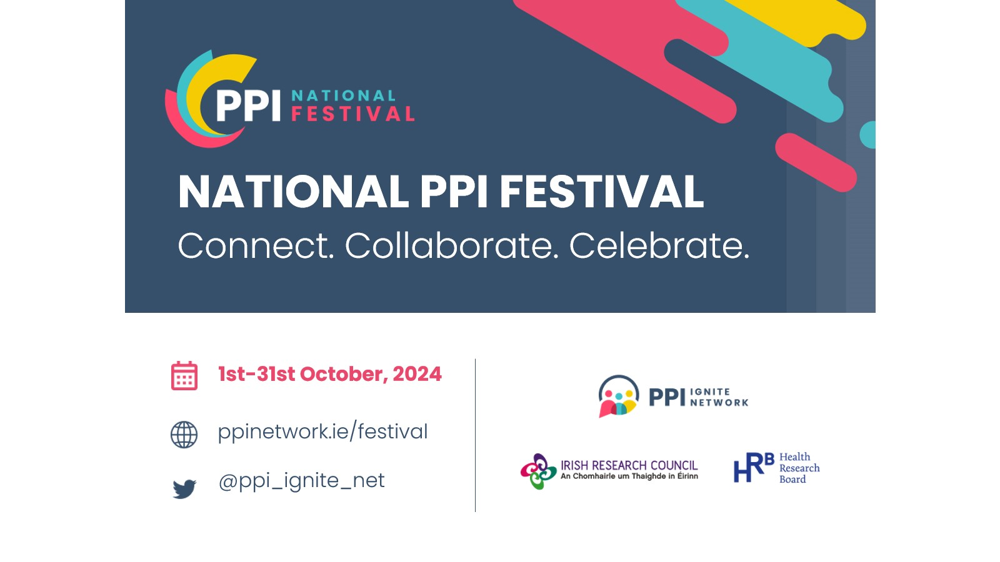 PPI NATIONAL
FESTIVAL
NATIONAL PPI FESTIVAL
Connect. Collaborate. Celebrate.
1st-31st October, 2024
ppinetwork.ie/festival
@ppi_ignite_net
PPI IGNITE
NETWORK
IRISH RESEARCH COUNCIL
An Chomhairle um Thaighde in Éirinn
HRB Health
Research
Board